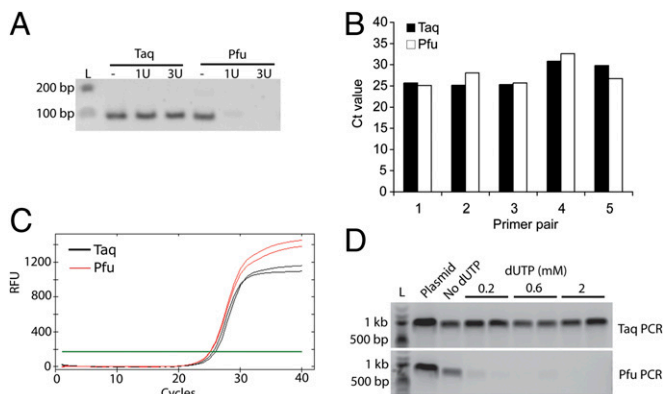 A
Taq Pfu
L - 1U 3U - 1U 3U
200 bp
100 bp
B
Taq
Pfu
Ct value
40
35
30
25
20
15
10
5
0
1 2 3 4 5
Primer pair
C
Taq
Pfu
RFU
1200
800
400
0
0 10 20 30 40
Cycles
D
L Plasmid No dUTP dUTP (mM)
0.2 0.6 2
1 kb
500 bp
Taq PCR
1 kb
500 bp
Pfu PCR